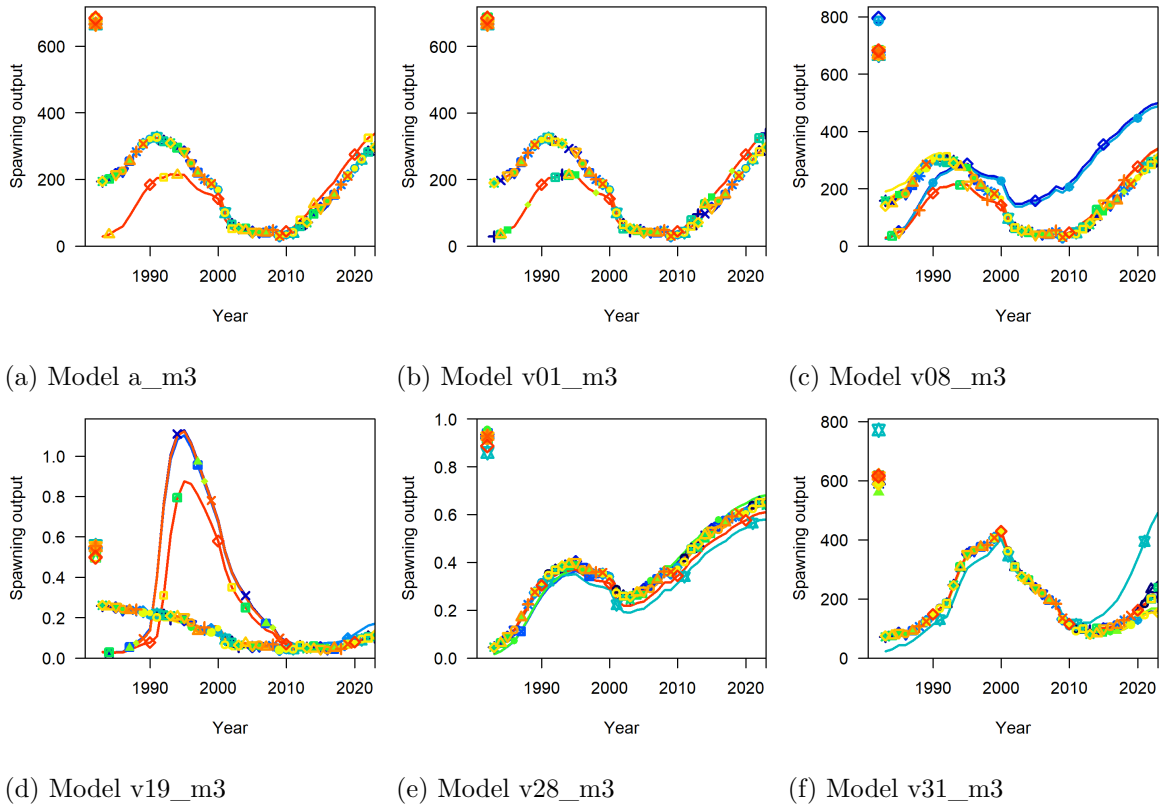 Spawning output
600
400
200
0
1990 2000 2010 2020
Year
(a) Model a_m3
Spawning output
600
400
200
0
1990 2000 2010 2020
Year
(b) Model v01_m3
Spawning output
800
600
400
200
0
1990 2000 2010 2020
Year
(c) Model v08_m3
Spawning output
1.0
0.8
0.6
0.4
0.2
0.0
1990 2000 2010 2020
Year
(d) Model v19_m3
Spawning output
1.0
0.8
0.6
0.4
0.2
0.0
1990 2000 2010 2020
Year
(e) Model v28_m3
Spawning output
800
600
400
200
0
1990 2000 2010 2020
Year
(f) Model v31_m3